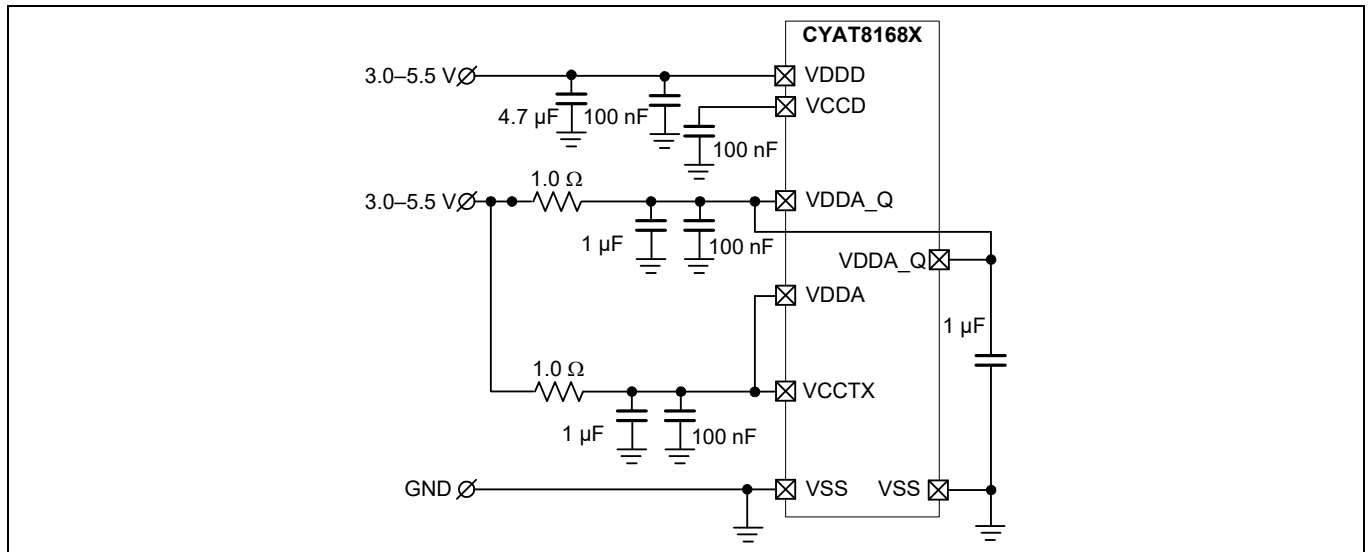 CYAT8168X
3.0–5.5 V
VDDD
4.7 µF
100 nF
VCCD
100 nF
3.0–5.5 V
1.0 Ω
VDDA_Q
1 µF
100 nF
VDDA_Q
VDDA
1 µF
1.0 Ω
VCCTX
1 µF
100 nF
GND
VSS
VSS